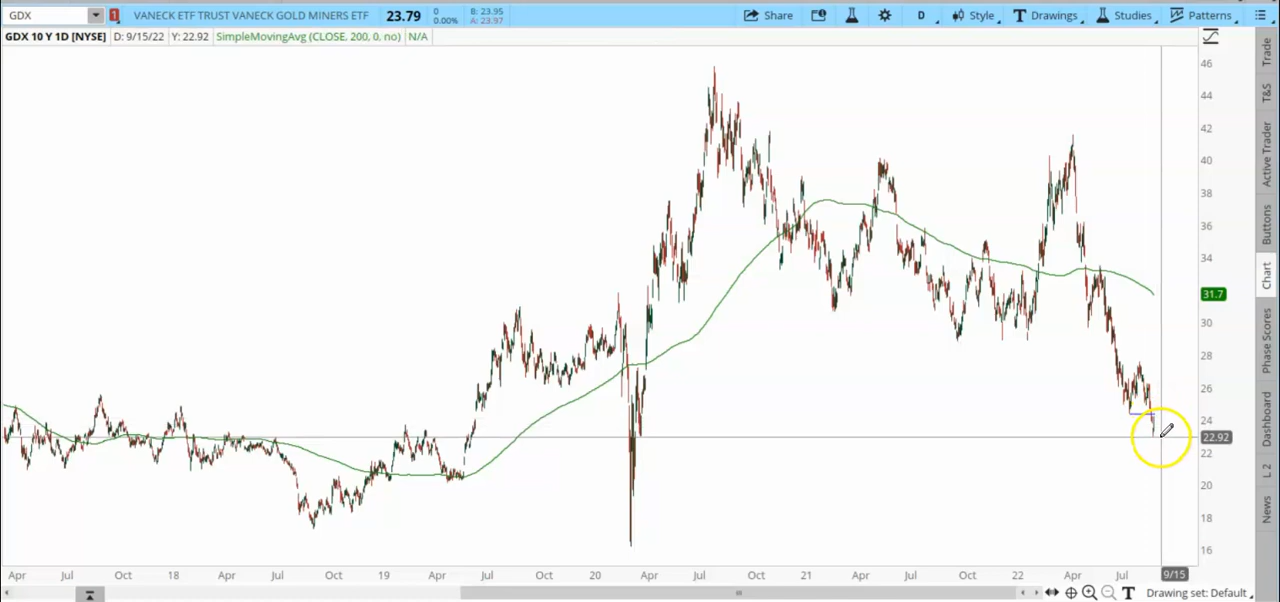 GDX 1 VANECK ETF TRUST VANECK GOLD MINERS ETF 23.79 0 0.00% B: 23.95 A: 23.97 Share D Style Drawings Studies Patterns
GDX 10 Y 1D [NYSE] D: 9/15/22 Y: 22.92 SimpleMovingAvg (CLOSE, 200, 0, no) N/A
46
44
42
40
38
36
34
31.7
30
28
26
24
22.92
22
20
18
16
Apr Jul Oct 18 Apr Jul Oct 19 Apr Jul Oct 20 Apr Jul Oct 21 Apr Jul Oct 22 Apr Jul 9/15
Drawing set: Default
Trade
T&S
Active Trader
Buttons
Chart
Phase Scores
Dashboard
L 2
News